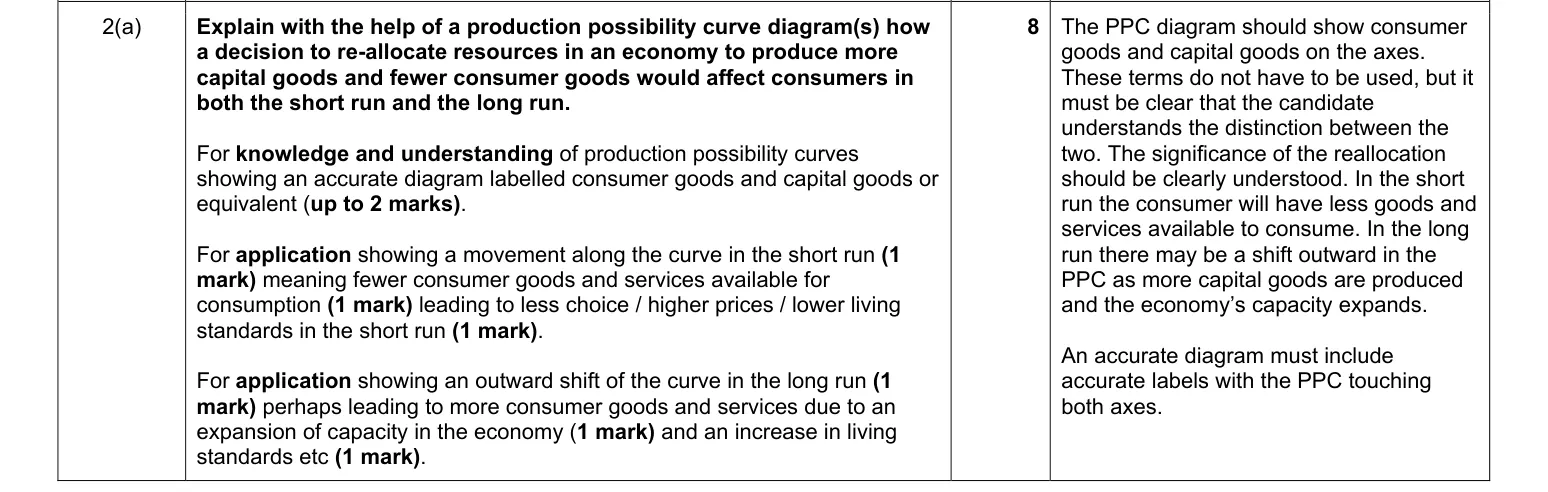 2(a)
Explain with the help of a production possibility curve diagram(s) how
a decision to re-allocate resources in an economy to produce more
capital goods and fewer consumer goods would affect consumers in
both the short run and the long run.
For knowledge and understanding of production possibility curves
showing an accurate diagram labelled consumer goods and capital goods or
equivalent (up to 2 marks).
For application showing a movement along the curve in the short run (1
mark) meaning fewer consumer goods and services available for
consumption (1 mark) leading to less choice / higher prices / lower living
standards in the short run (1 mark).
For application showing an outward shift of the curve in the long run (1
mark) perhaps leading to more consumer goods and services due to an
expansion of capacity in the economy (1 mark) and an increase in living
standards etc (1 mark).
8
The PPC diagram should show consumer
goods and capital goods on the axes.
These terms do not have to be used, but it
must be clear that the candidate
understands the distinction between the
two. The significance of the reallocation
should be clearly understood. In the short
run the consumer will have less goods and
services available to consume. In the long
run there may be a shift outward in the
PPC as more capital goods are produced
and the economy's capacity expands.
An accurate diagram must include
accurate labels with the PPC touching
both axes.